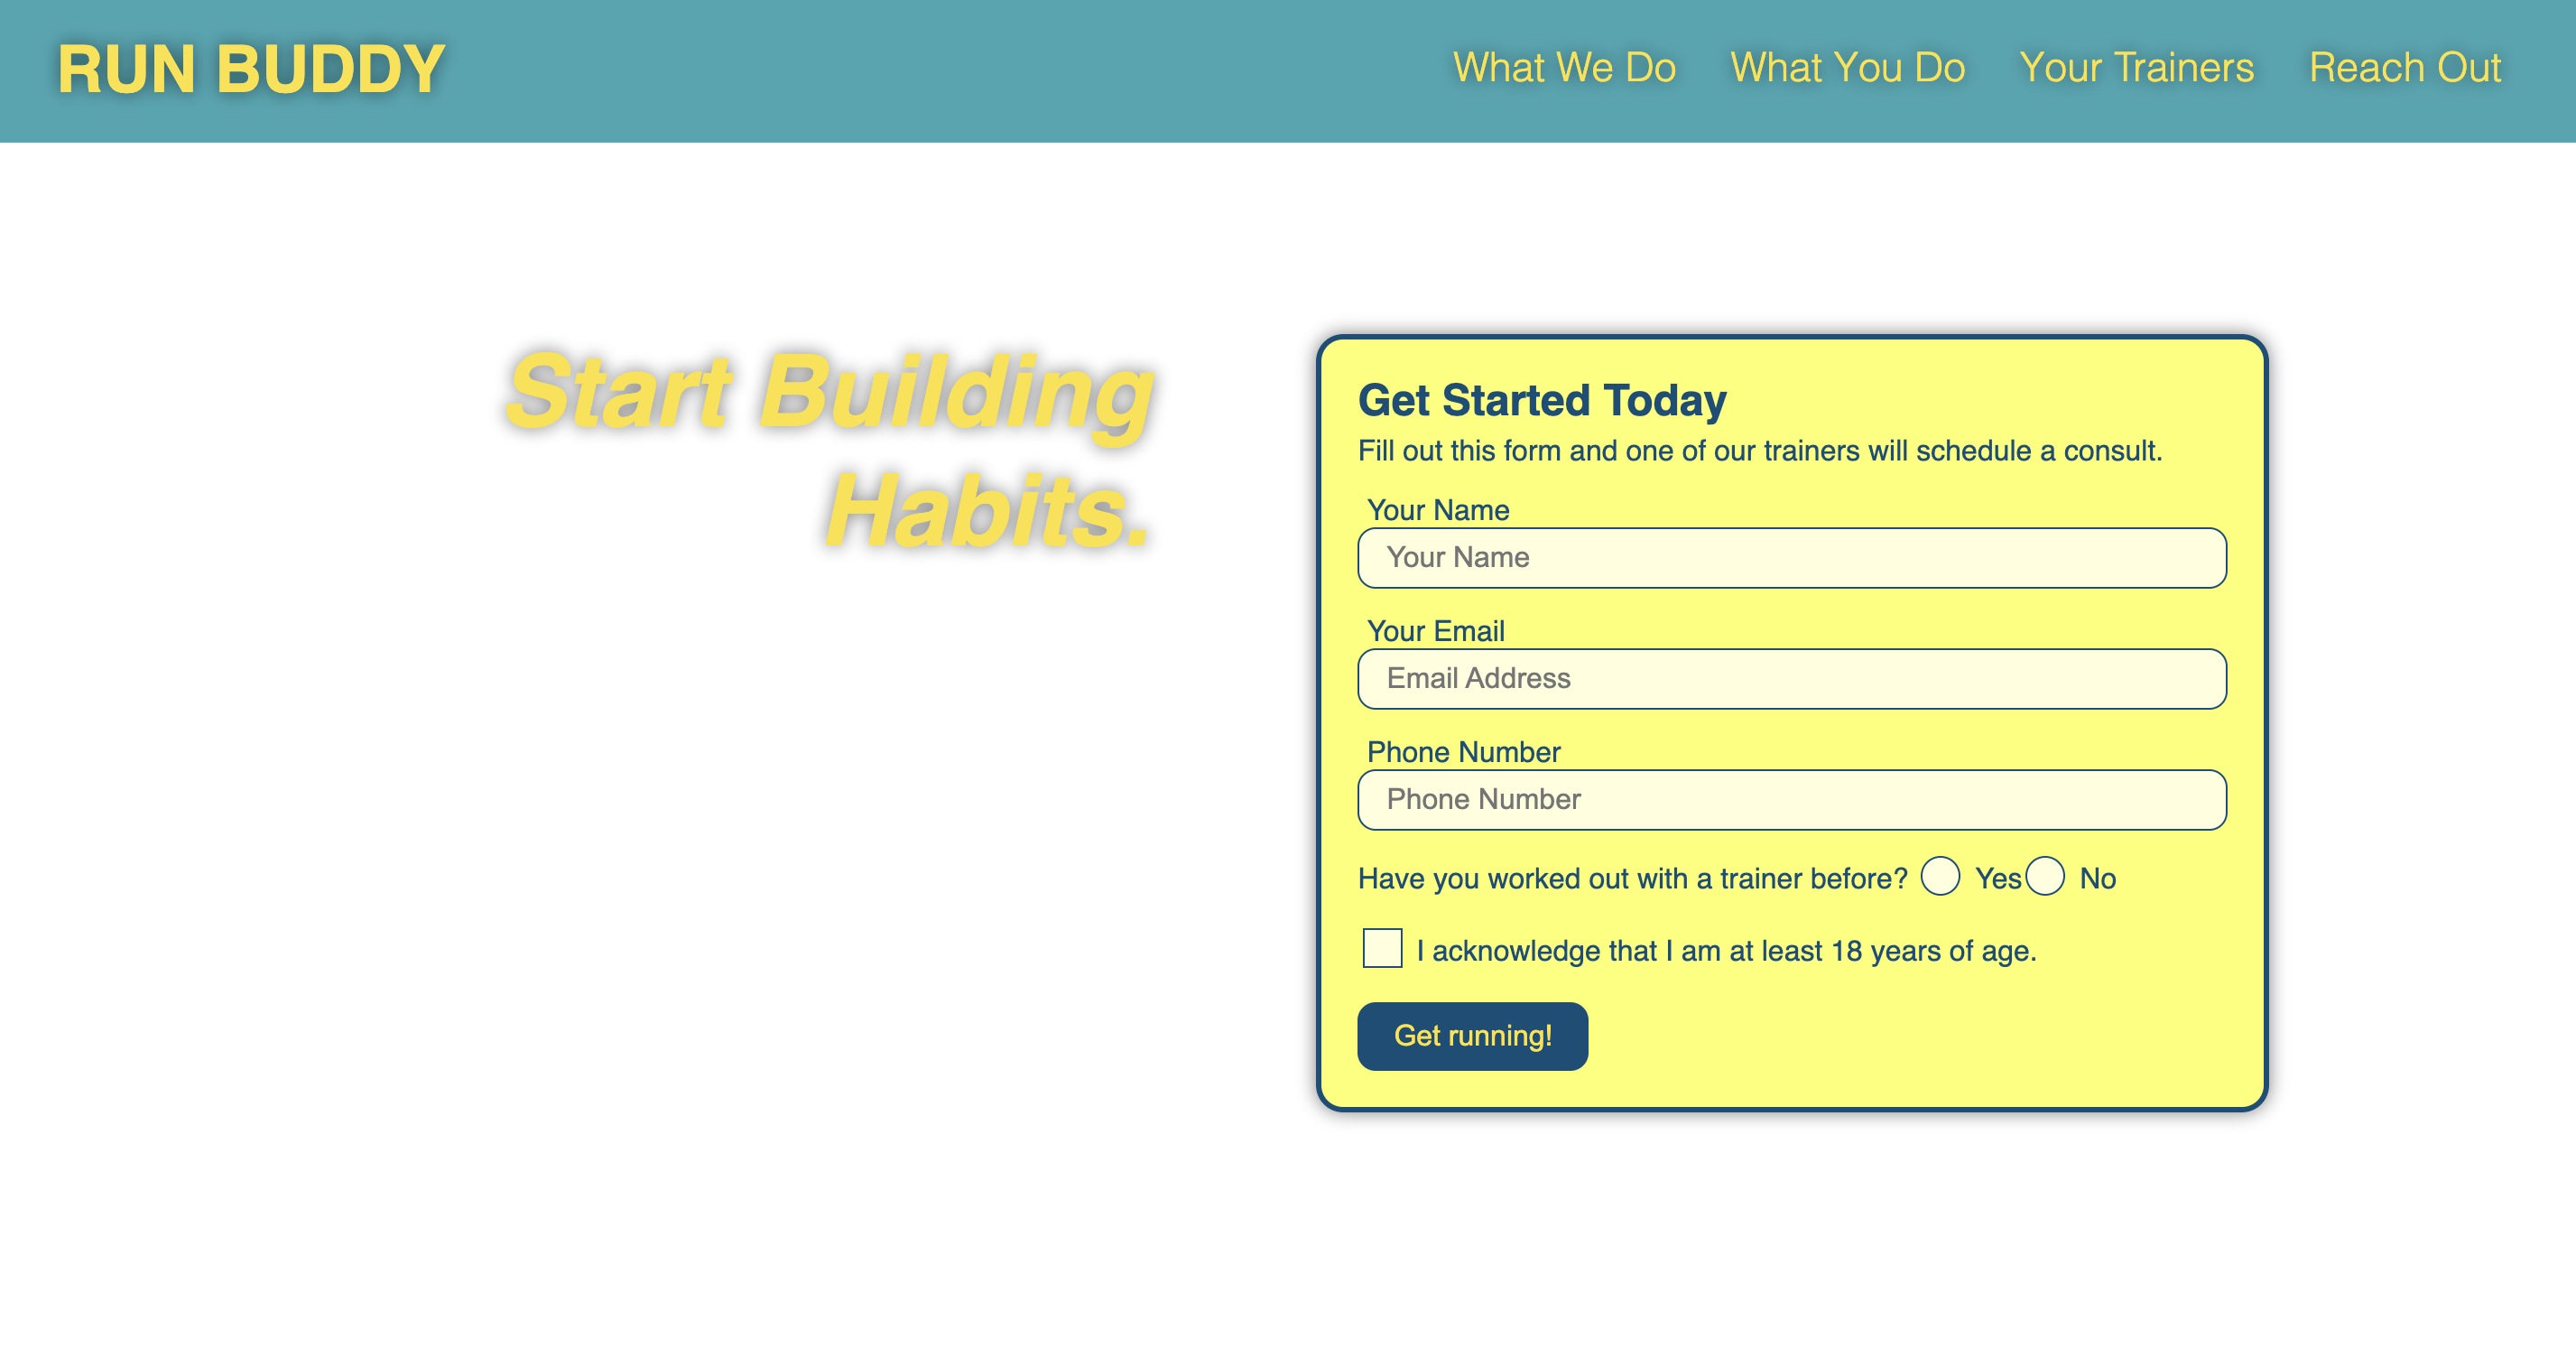 RUN BUDDY
What We Do What You Do Your Trainers Reach Out
Start Building
Habits.
Get Started Today
Fill out this form and one of our trainers will schedule a consult.
Your Name
Your Name
Your Email
Email Address
Phone Number
Phone Number
Have you worked out with a trainer before? Yes No
I acknowledge that I am at least 18 years of age.
Get running!